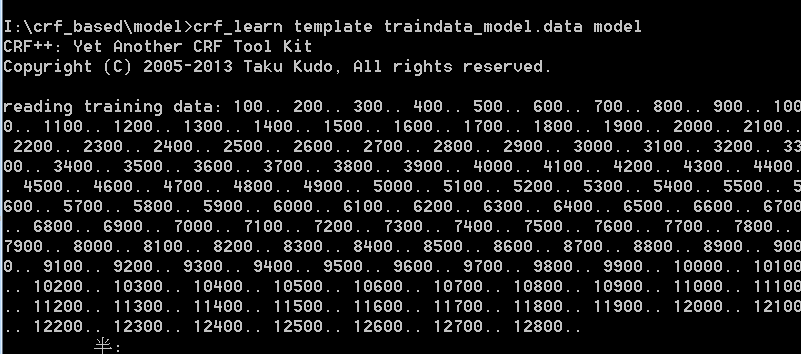 I:\crf_based\model>crf_learn template traindata_model.data model
CRF++: Yet Another CRF Tool Kit
Copyright (C) 2005-2013 Taku Kudo, All rights reserved.
reading training data: 100.. 200.. 300.. 400.. 500.. 600.. 700.. 800.. 900.. 100
0.. 1100.. 1200.. 1300.. 1400.. 1500.. 1600.. 1700.. 1800.. 1900.. 2000.. 2100..
2200.. 2300.. 2400.. 2500.. 2600.. 2700.. 2800.. 2900.. 3000.. 3100.. 3200.. 33
00.. 3400.. 3500.. 3600.. 3700.. 3800.. 3900.. 4000.. 4100.. 4200.. 4300.. 4400.
. 4500.. 4600.. 4700.. 4800.. 4900.. 5000.. 5100.. 5200.. 5300.. 5400.. 5500.. 5
600.. 5700.. 5800.. 5900.. 6000.. 6100.. 6200.. 6300.. 6400.. 6500.. 6600.. 6700
.. 6800.. 6900.. 7000.. 7100.. 7200.. 7300.. 7400.. 7500.. 7600.. 7700.. 7800..
7900.. 8000.. 8100.. 8200.. 8300.. 8400.. 8500.. 8600.. 8700.. 8800.. 8900.. 900
0.. 9100.. 9200.. 9300.. 9400.. 9500.. 9600.. 9700.. 9800.. 9900.. 10000.. 10100
.. 10200.. 10300.. 10400.. 10500.. 10600.. 10700.. 10800.. 10900.. 11000.. 11100
.. 11200.. 11300.. 11400.. 11500.. 11600.. 11700.. 11800.. 11900.. 12000.. 12100
.. 12200.. 12300.. 12400.. 12500.. 12600.. 12700.. 12800..
半: